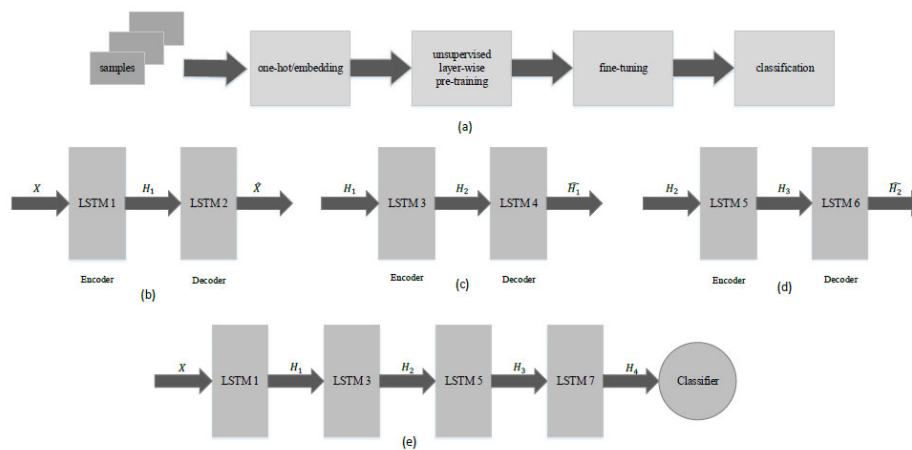 samples
one-hot/embedding
unsupervised
layer-wise
pre-training
fine-tuning
classification
(a)
X
LSTM 1
H₁
LSTM 2
X̂
Encoder
Decoder
(b)
H₁
LSTM 3
H₂
LSTM 4
H̄₁
Encoder
Decoder
(c)
H₂
LSTM 5
H₃
LSTM 6
H̄₂
Encoder
Decoder
(d)
X
LSTM 1
H₁
LSTM 3
H₂
LSTM 5
H₃
LSTM 7
H₄
Classifier
(e)